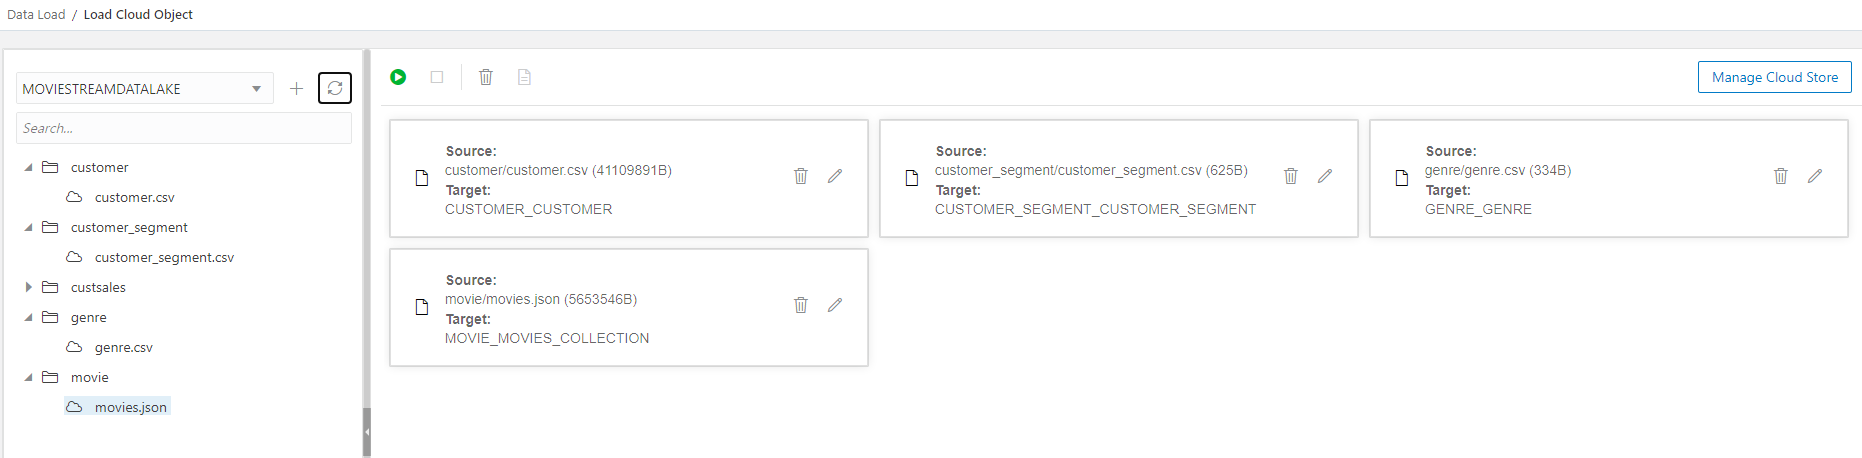 Data Load / Load Cloud Object
MOVIESTREAMDATALAKE
Search...
customer
customer.csv
customer_segment
customer_segment.csv
custsales
genre
genre.csv
movie
movies.json
Manage Cloud Store
Source:
customer/customer.csv (41109891B)
Target:
CUSTOMER_CUSTOMER
Source:
customer_segment/customer_segment.csv (625B)
Target:
CUSTOMER_SEGMENT_CUSTOMER_SEGMENT
Source:
genre/genre.csv (334B)
Target:
GENRE_GENRE
Source:
movie/movies.json (5653546B)
Target:
MOVIE_MOVIES_COLLECTION